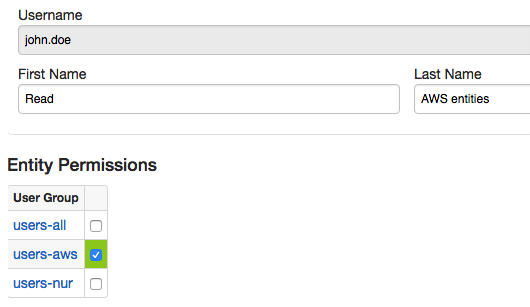 Username
john.doe
First Name Last Name
Read AWS entities
Entity Permissions
User Group
users-all
users-aws
users-nur